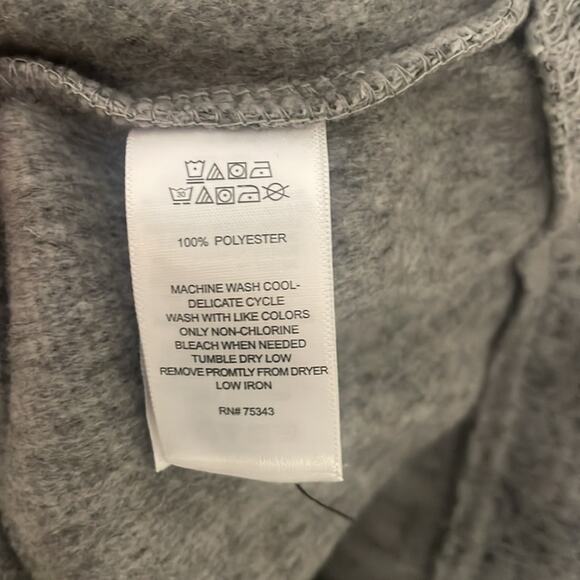 30
100% POLYESTER
MACHINE WASH COOL-
DELICATE CYCLE
WASH WITH LIKE COLORS
ONLY NON-CHLORINE
BLEACH WHEN NEEDED
TUMBLE DRY LOW
REMOVE PROMTLY FROM DRYER
LOW IRON
RN# 75343